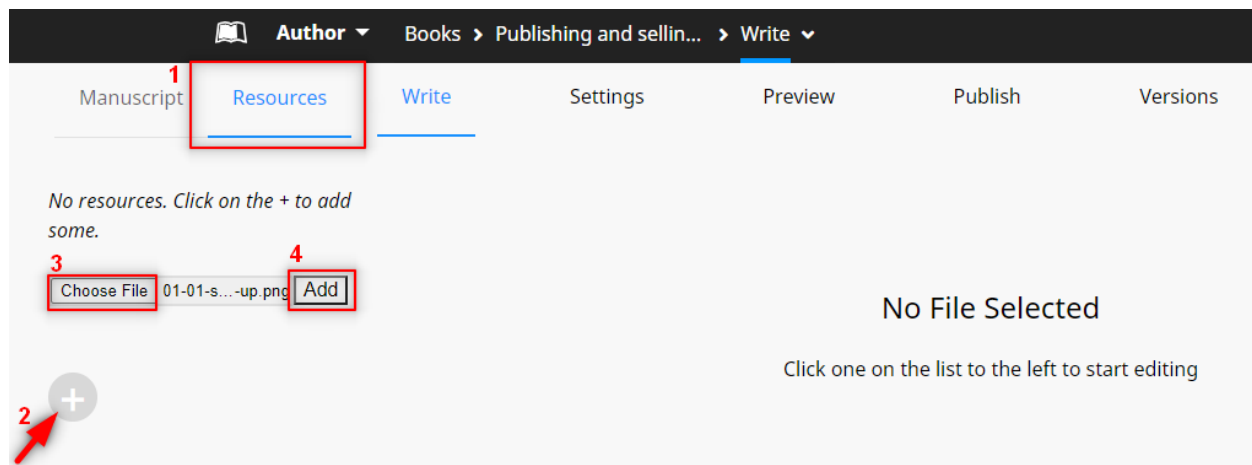 Author Books Publishing and sellin... Write
1
Manuscript Resources Write Settings Preview Publish Versions
No resources. Click on the + to add
some.
3 4
Choose File 01-01-s...-up.png Add
No File Selected
Click one on the list to the left to start editing
+
2